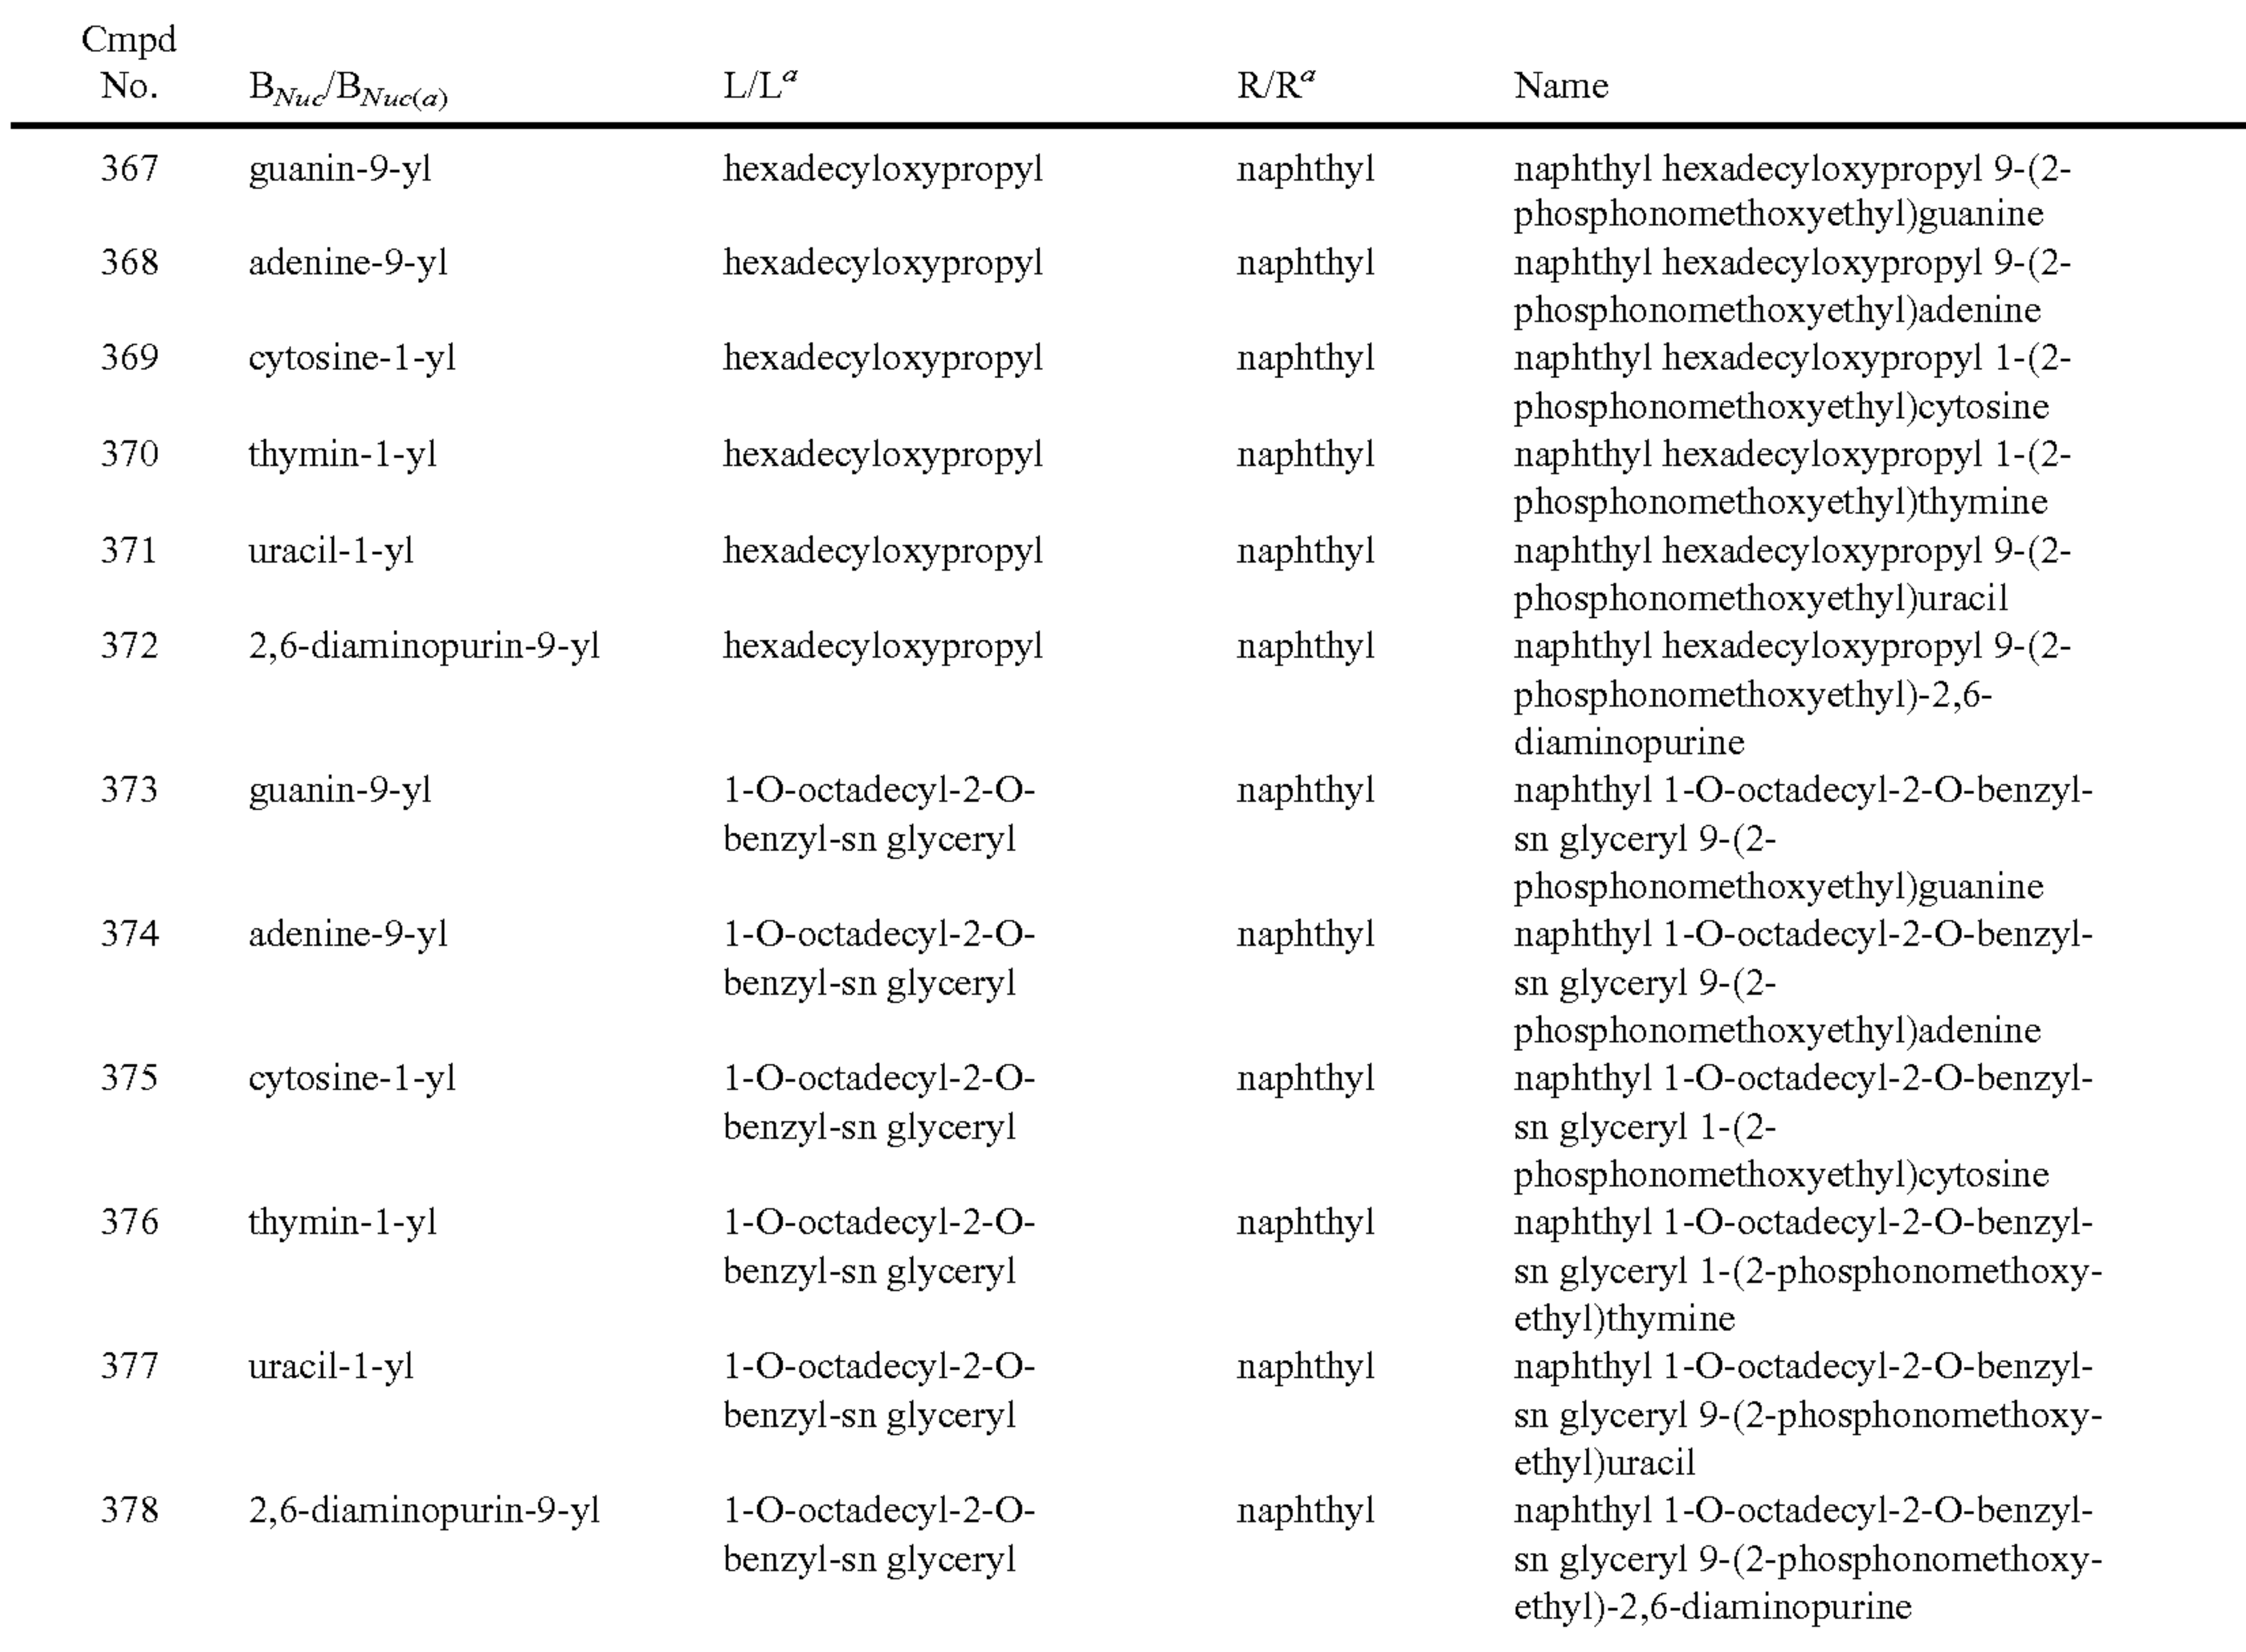 Cmpd
No. B_Nuc/B_Nuc(a) L/L^a R/R^a Name
367 guanin-9-yl hexadecyloxypropyl naphthyl naphthyl hexadecyloxypropyl 9-(2-
phosphonomethoxyethyl)guanine
368 adenine-9-yl hexadecyloxypropyl naphthyl naphthyl hexadecyloxypropyl 9-(2-
phosphonomethoxyethyl)adenine
369 cytosine-1-yl hexadecyloxypropyl naphthyl naphthyl hexadecyloxypropyl 1-(2-
phosphonomethoxyethyl)cytosine
370 thymin-1-yl hexadecyloxypropyl naphthyl naphthyl hexadecyloxypropyl 1-(2-
phosphonomethoxyethyl)thymine
371 uracil-1-yl hexadecyloxypropyl naphthyl naphthyl hexadecyloxypropyl 9-(2-
phosphonomethoxyethyl)uracil
372 2,6-diaminopurin-9-yl hexadecyloxypropyl naphthyl naphthyl hexadecyloxypropyl 9-(2-
phosphonomethoxyethyl)-2,6-
diaminopurine
373 guanin-9-yl 1-O-octadecyl-2-O- naphthyl naphthyl 1-O-octadecyl-2-O-benzyl-
benzyl-sn glyceryl sn glyceryl 9-(2-
phosphonomethoxyethyl)guanine
374 adenine-9-yl 1-O-octadecyl-2-O- naphthyl naphthyl 1-O-octadecyl-2-O-benzyl-
benzyl-sn glyceryl sn glyceryl 9-(2-
phosphonomethoxyethyl)adenine
375 cytosine-1-yl 1-O-octadecyl-2-O- naphthyl naphthyl 1-O-octadecyl-2-O-benzyl-
benzyl-sn glyceryl sn glyceryl 1-(2-
phosphonomethoxyethyl)cytosine
376 thymin-1-yl 1-O-octadecyl-2-O- naphthyl naphthyl 1-O-octadecyl-2-O-benzyl-
benzyl-sn glyceryl sn glyceryl 1-(2-phosphonomethoxy-
ethyl)thymine
377 uracil-1-yl 1-O-octadecyl-2-O- naphthyl naphthyl 1-O-octadecyl-2-O-benzyl-
benzyl-sn glyceryl sn glyceryl 9-(2-phosphonomethoxy-
ethyl)uracil
378 2,6-diaminopurin-9-yl 1-O-octadecyl-2-O- naphthyl naphthyl 1-O-octadecyl-2-O-benzyl-
benzyl-sn glyceryl sn glyceryl 9-(2-phosphonomethoxy-
ethyl)-2,6-diaminopurine